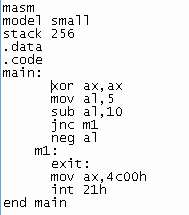 masm
model small
stack 256
.data
.code
main:
xor ax,ax
mov al,5
sub al,10
jnc m1
neg al
m1:
exit:
mov ax,4c00h
int 21h
end main